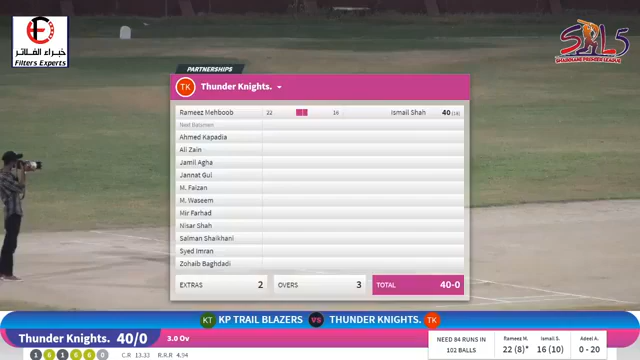 خبراء الفلاتر
Filters Experts
SPL5
SHAKHANI PREMIER LEAGUE
PARTNERSHIPS
TK Thunder Knights.
Rameez Mehboob 22 16 Ismail Shah 40 (18)
Next Batsmen
Ahmed Kapadia
Ali Zain
Jamil Agha
Jannat Gul
M. Faizan
M. Waseem
Mir Farhad
Nisar Shah
Salman Shaikhani
Syed Imran
Zohaib Baghdadi
EXTRAS 2 OVERS 3 TOTAL 40-0
KT KP TRAIL BLAZERS VS THUNDER KNIGHTS. TK
Thunder Knights. 40/0 3.0 Ov
NEED 84 RUNS IN 102 BALLS
Rameez M. Ismail S. Adeel A.
22 (8)* 16 (10) 0 - 20
C.R 13.33 R.R.R 4.94